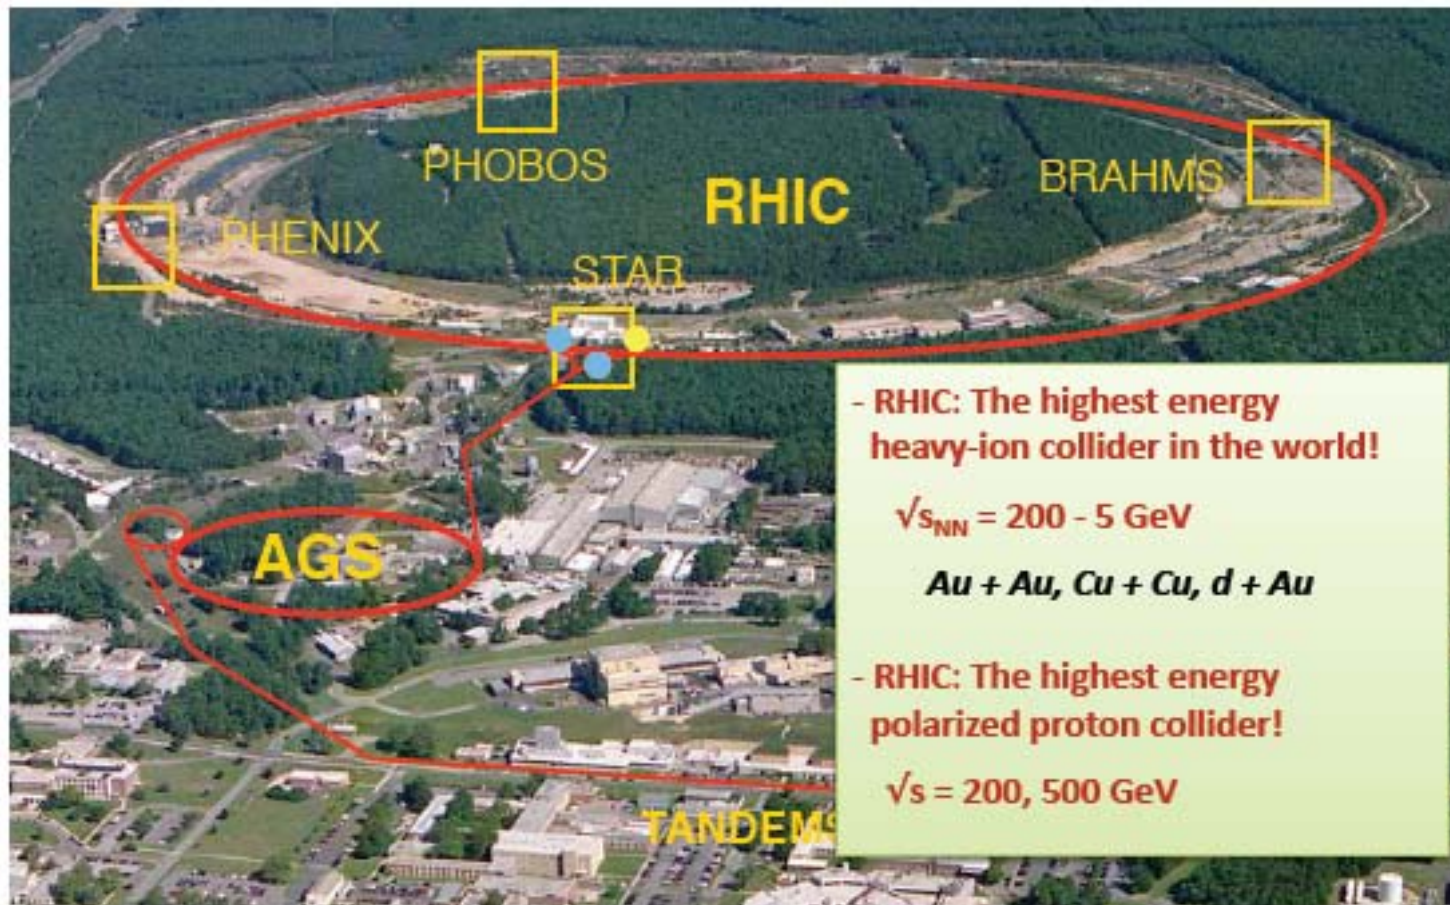 PHOBOS
BRAHMS
RHIC
PHENIX
STAR
AGS
TANDEMS
- RHIC: The highest energy
heavy-ion collider in the world!
√sNN = 200 - 5 GeV
Au + Au, Cu + Cu, d + Au
- RHIC: The highest energy
polarized proton collider!
√s = 200, 500 GeV